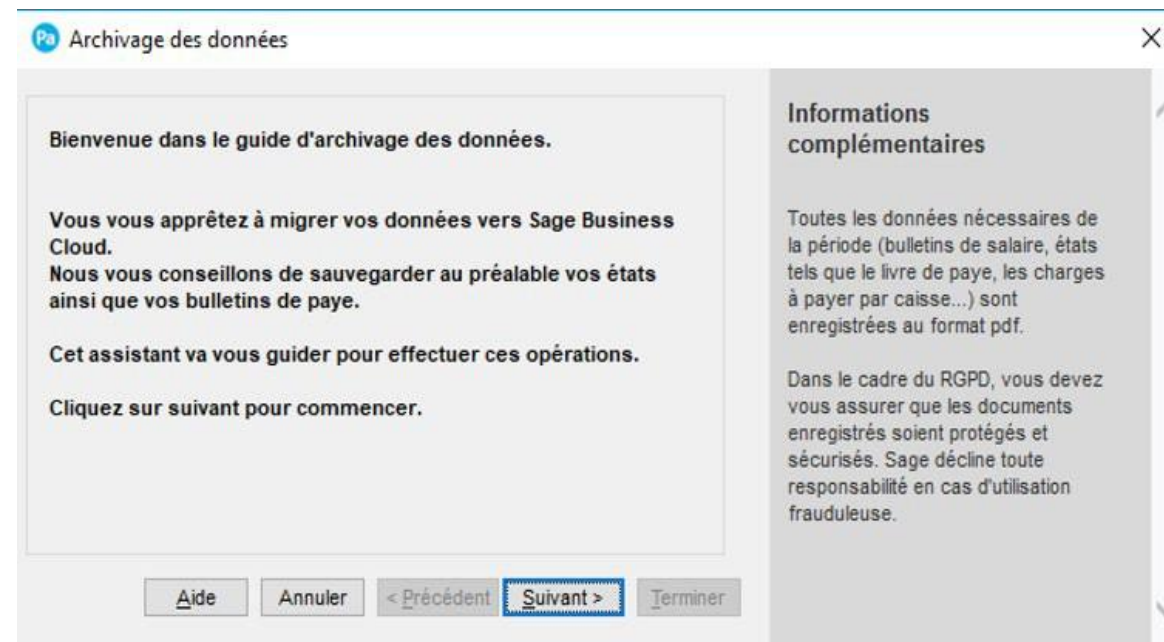 Pa Archivage des données
Bienvenue dans le guide d'archivage des données.
Vous vous apprêtez à migrer vos données vers Sage Business
Cloud.
Nous vous conseillons de sauvegarder au préalable vos états
ainsi que vos bulletins de paye.
Cet assistant va vous guider pour effectuer ces opérations.
Cliquez sur suivant pour commencer.
Informations
complémentaires
Toutes les données nécessaires de
la période (bulletins de salaire, états
tels que le livre de paye, les charges
à payer par caisse...) sont
enregistrées au format pdf.
Dans le cadre du RGPD, vous devez
vous assurer que les documents
enregistrés soient protégés et
sécurisés. Sage décline toute
responsabilité en cas d'utilisation
frauduleuse.
Aide Annuler < Précédent Suivant > Terminer